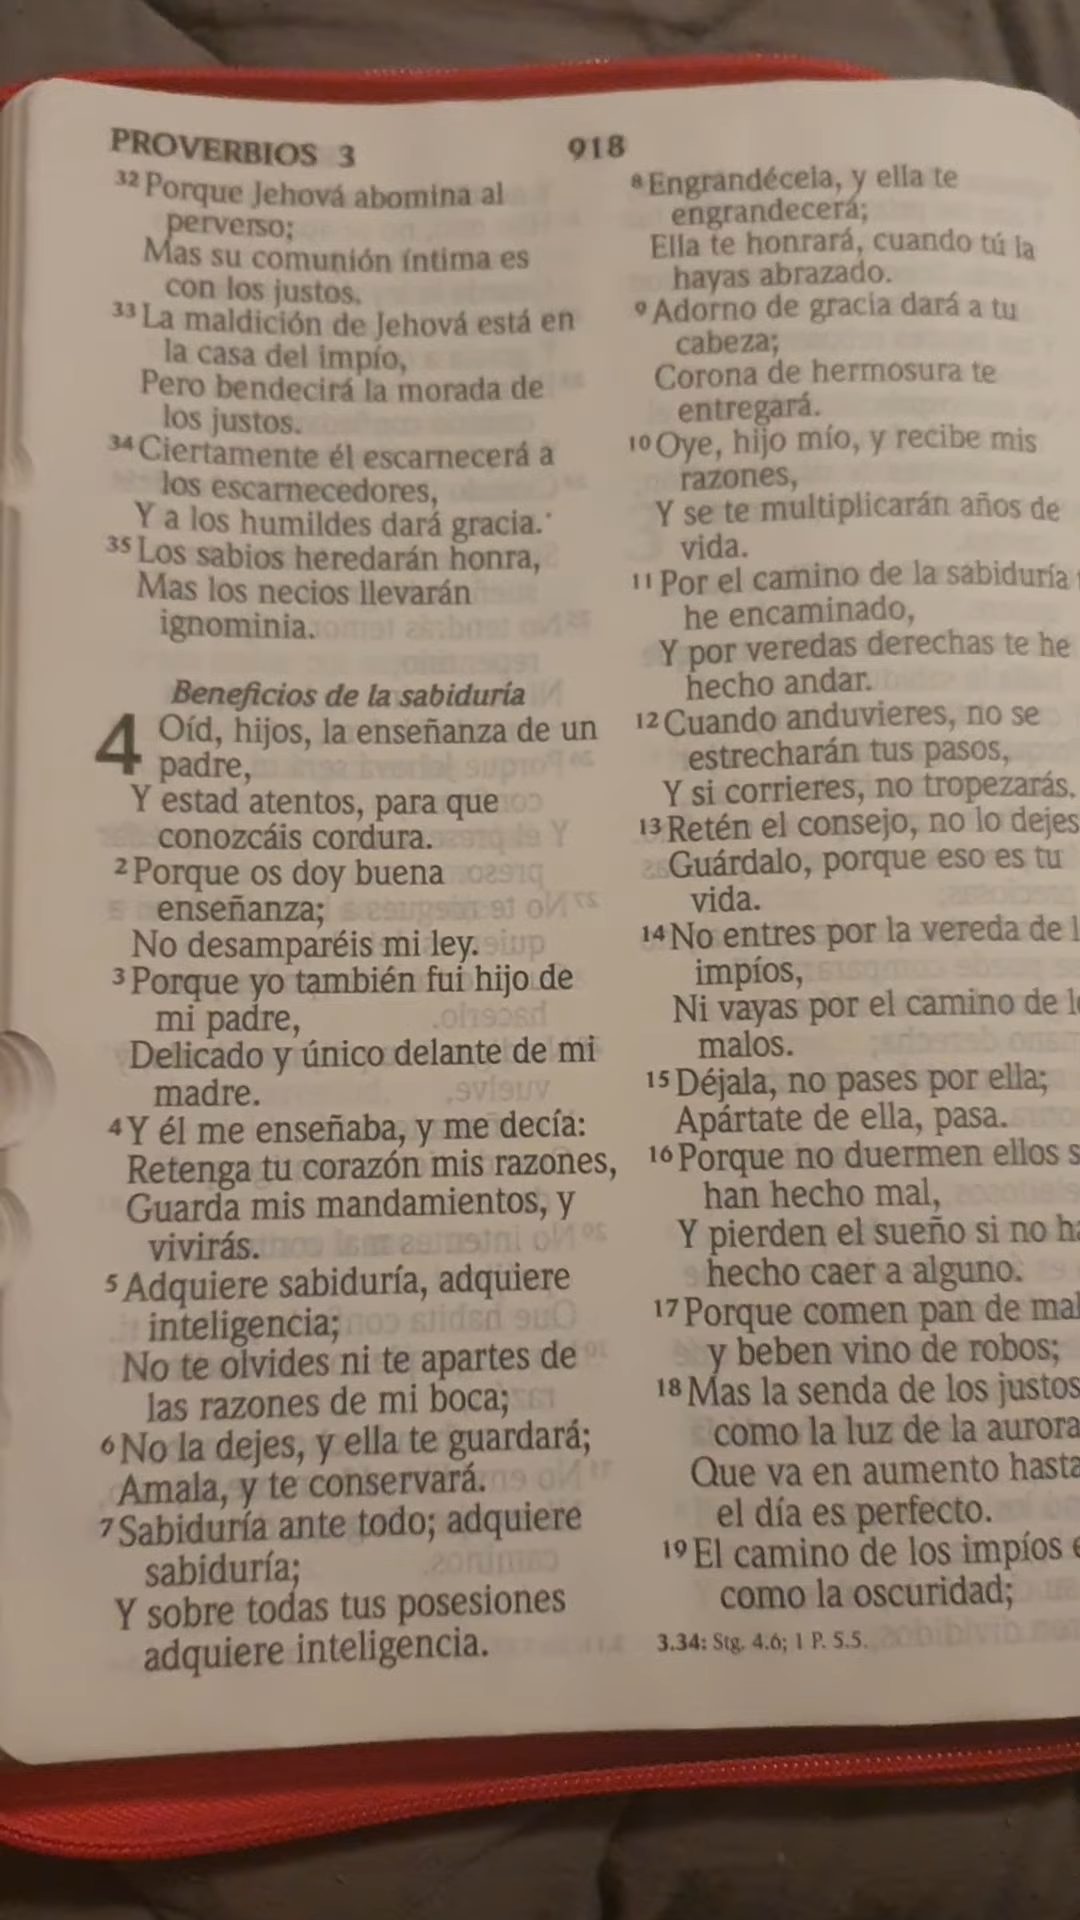 PROVERBIOS 3
918
32 Porque Jehová abomina al
perverso;
Mas su comunión íntima es
con los justos.
33 La maldición de Jehová está en
la casa del impío,
Pero bendecirá la morada de
los justos.
34 Ciertamente él escarnecerá a
los escarnecedores,
Y a los humildes dará gracia.*
35 Los sabios heredarán honra,
Mas los necios llevarán
ignominia.
Beneficios de la sabiduría
4 Oíd, hijos, la enseñanza de un
padre,
Y estad atentos, para que
conozcáis cordura.
2 Porque os doy buena
enseñanza;
No desamparéis mi ley.
3 Porque yo también fui hijo de
mi padre,
Delicado y único delante de mi
madre.
4 Y él me enseñaba, y me decía:
Retenga tu corazón mis razones,
Guarda mis mandamientos, y
vivirás.
5 Adquiere sabiduría, adquiere
inteligencia;
No te olvides ni te apartes de
las razones de mi boca;
6 No la dejes, y ella te guardará;
Amala, y te conservará.
7 Sabiduría ante todo; adquiere
sabiduría;
Y sobre todas tus posesiones
adquiere inteligencia.
8 Engrandécela, y ella te
engrandecerá;
Ella te honrará, cuando tú la
hayas abrazado.
9 Adorno de gracia dará a tu
cabeza;
Corona de hermosura te
entregará.
10 Oye, hijo mío, y recibe mis
razones,
Y se te multiplicarán años de
vida.
11 Por el camino de la sabiduría
he encaminado,
Y por veredas derechas te he
hecho andar.
12 Cuando anduvieres, no se
estrecharán tus pasos,
Y si corrieres, no tropezarás.
13 Retén el consejo, no lo dejes
Guárdalo, porque eso es tu
vida.
14 No entres por la vereda de
impíos,
Ni vayas por el camino de
malos.
15 Déjala, no pases por ella;
Apártate de ella, pasa.
16 Porque no duermen ellos
han hecho mal,
Y pierden el sueño si no
hecho caer a alguno.
17 Porque comen pan de
y beben vino de robos;
18 Mas la senda de los justos
como la luz de la aurora
Que va en aumento hasta
el día es perfecto.
19 El camino de los impíos
como la oscuridad;
3.34: Stg. 4.6; 1 P. 5.5.